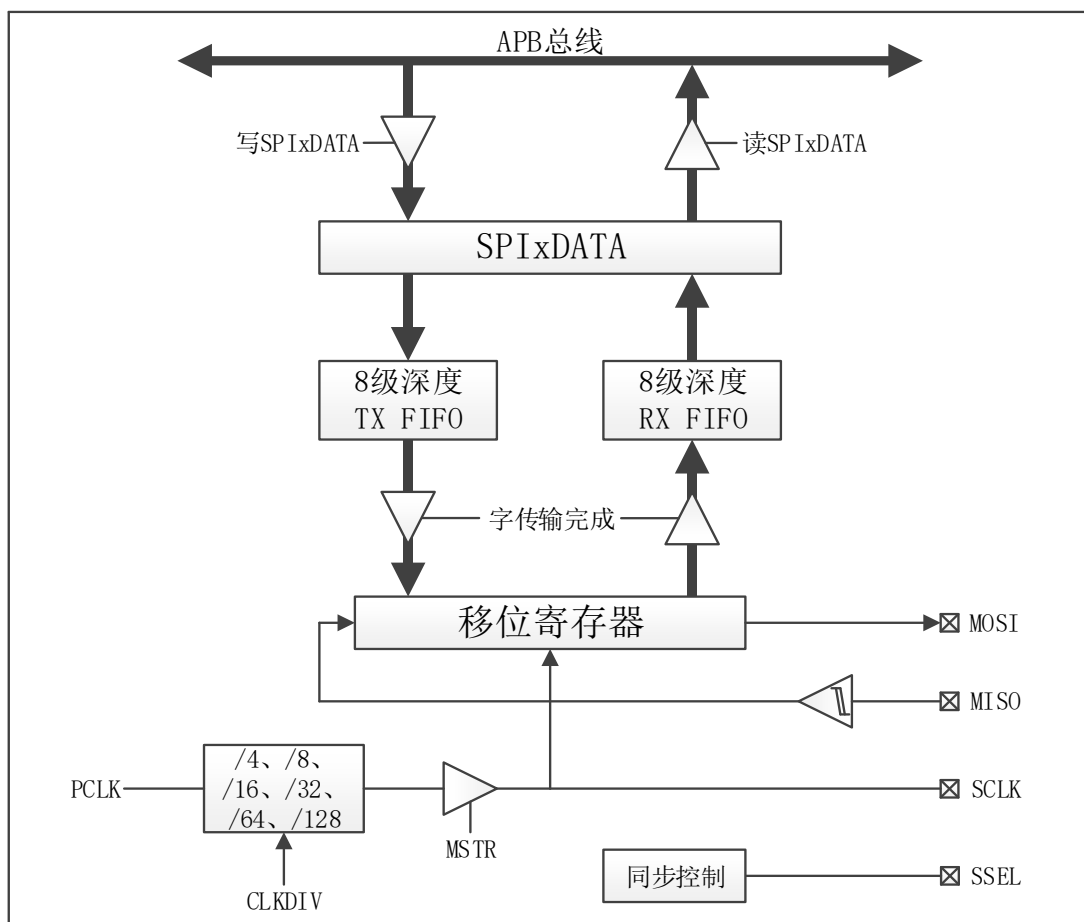 APB总线
写SPIxDATA
读SPIxDATA
SPIxDATA
8级深度
TX FIFO
8级深度
RX FIFO
字传输完成
移位寄存器
MOSI
MISO
PCLK
/4、/8、
/16、/32、
/64、/128
SCLK
MSTR
CLKDIV
同步控制
SSEL